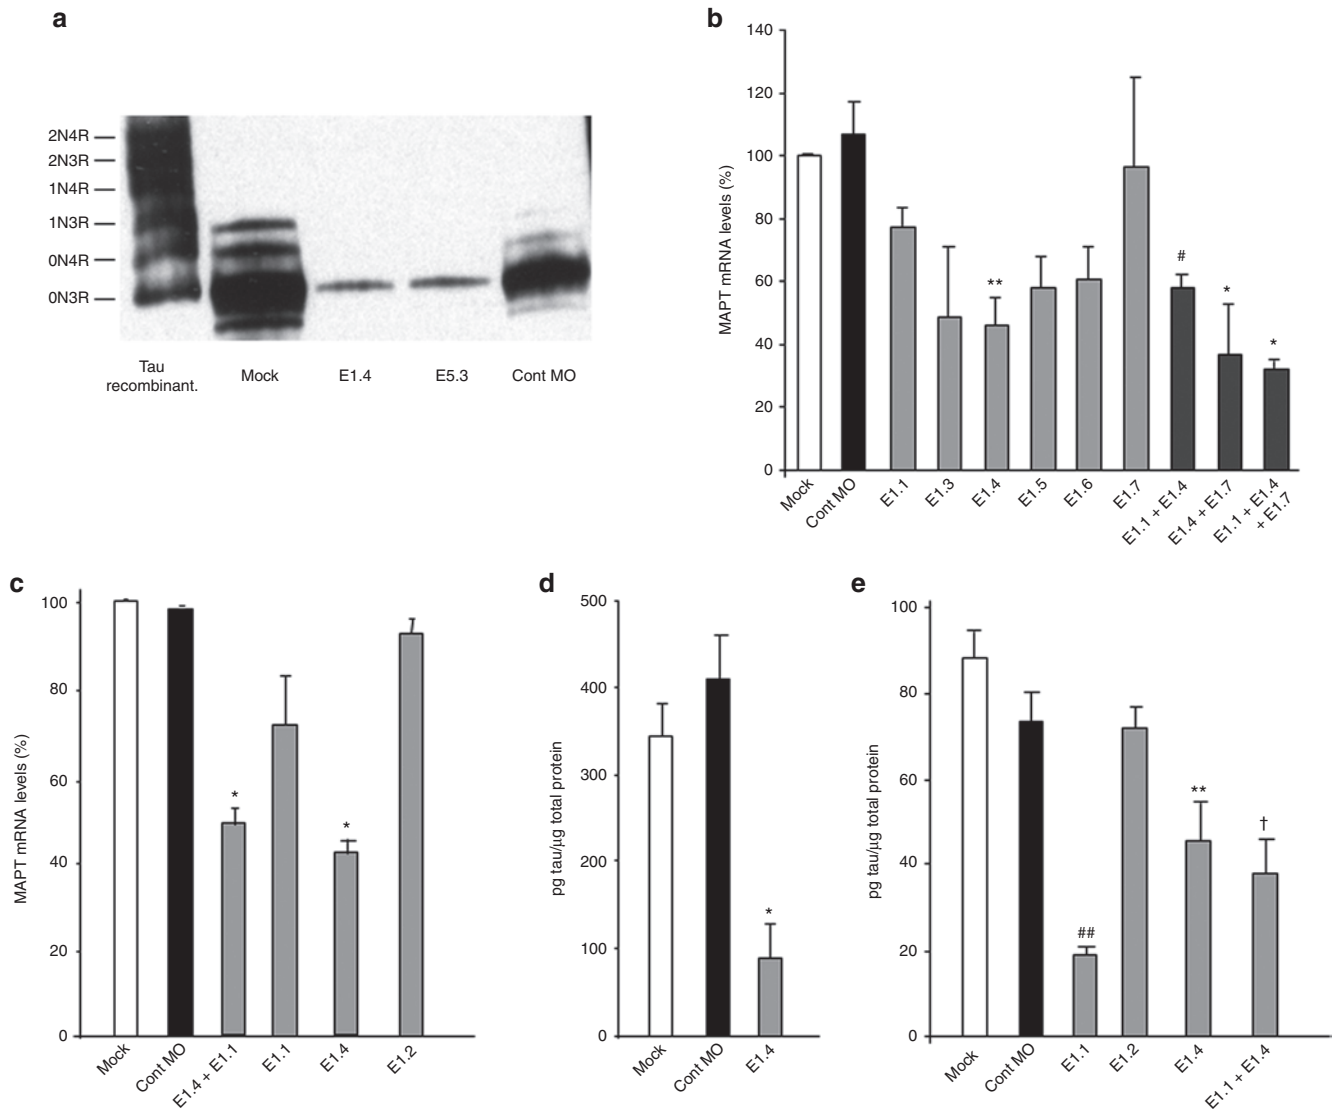 a
2N4R
2N3R
1N4R
1N3R
0N4R
0N3R
Tau
recombinant.
Mock
E1.4
E5.3
Cont MO
b
MAPT mRNA levels (%)
140
120
100
80
60
40
20
0
**
#
*
*
Mock
Cont MO
E1.1
E1.3
E1.4
E1.5
E1.6
E1.7
E1.1 + E1.4
E1.4 + E1.7
E1.1 + E1.4
+ E1.7
c
MAPT mRNA levels (%)
100
80
60
40
20
0
*
*
Mock
Cont MO
E1.4 + E1.1
E1.1
E1.4
E1.2
d
pg tau/µg total protein
500
400
300
200
100
0
*
Mock
Cont MO
E1.4
e
pg tau/µg total protein
100
80
60
40
20
0
##
**
†
Mock
Cont MO
E1.1
E1.2
E1.4
E1.1 + E1.4